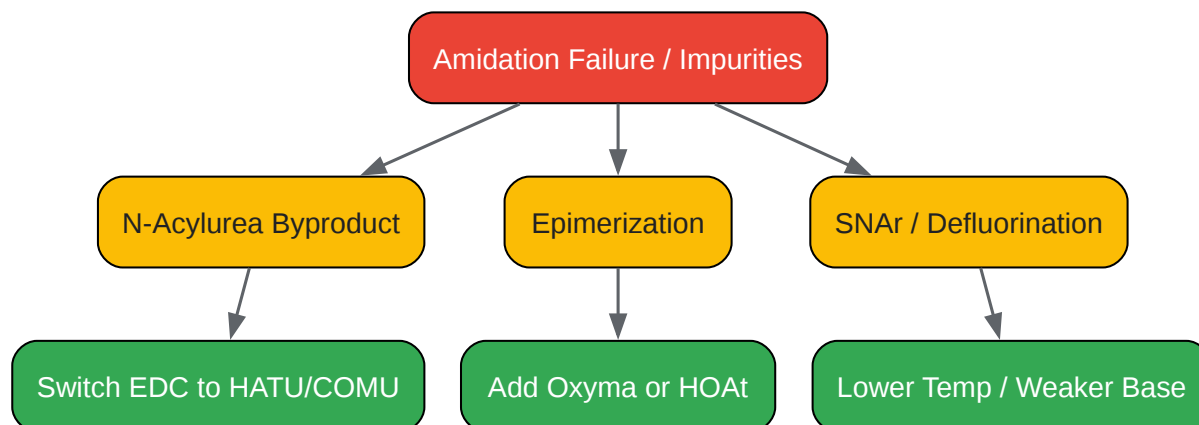 Amidation Failure / Impurities
N-Acylurea Byproduct
Epimerization
SNAr / Defluorination
Switch EDC to HATU/COMU
Add Oxyma or HOAt
Lower Temp / Weaker Base